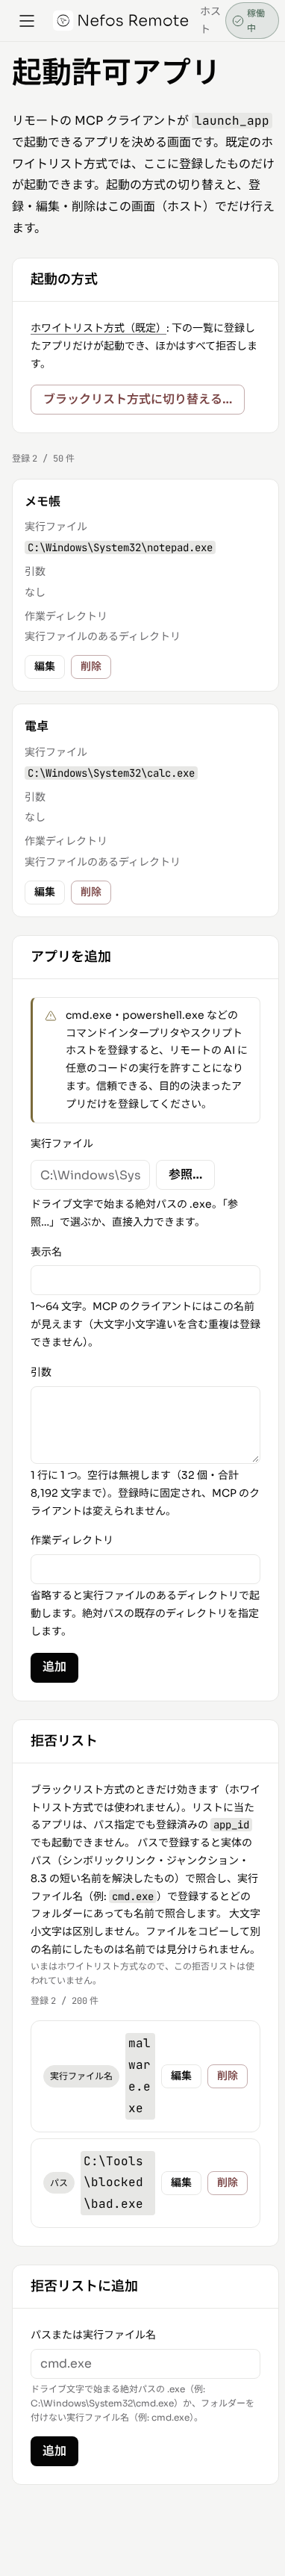 Nefos Remote
ホスト
稼働中
起動許可アプリ
リモートの MCP クライアントが launch_app
で起動できるアプリを決める画面です。既定のホ
ワイトリスト方式では、ここに登録したものだけ
が起動できます。起動の方式の切り替えと、登
録・編集・削除はこの画面（ホスト）でだけ行え
ます。
起動の方式
ホワイトリスト方式（既定）: 下の一覧に登録し
たアプリだけが起動でき、ほかはすべて拒否しま
す。
ブラックリスト方式に切り替える…
登録 2 / 50 件
メモ帳
実行ファイル
C:\Windows\System32\notepad.exe
引数
なし
作業ディレクトリ
実行ファイルのあるディレクトリ
編集 削除
電卓
実行ファイル
C:\Windows\System32\calc.exe
引数
なし
作業ディレクトリ
実行ファイルのあるディレクトリ
編集 削除
アプリを追加
cmd.exe・powershell.exe などの
コマンドインタープリタやスクリプト
ホストを登録すると、リモートの AI に
任意のコードの実行を許すことになり
ます。信頼できる、目的の決まったア
プリだけを登録してください。
実行ファイル
C:\Windows\Sys 参照…
ドライブ文字で始まる絶対パスの .exe。「参
照…」で選ぶか、直接入力できます。
表示名
1〜64 文字。MCP のクライアントにはこの名前
が見えます（大文字小文字違いを含む重複は登録
できません）。
引数
1 行に 1 つ。空行は無視します（32 個・合計
8,192 文字まで）。登録時に固定され、MCP のク
ライアントは変えられません。
作業ディレクトリ
省略すると実行ファイルのあるディレクトリで起
動します。絶対パスの既存のディレクトリを指定
します。
追加
拒否リスト
ブラックリスト方式のときだけ効きます（ホワイ
トリスト方式では使われません）。リストに当た
るアプリは、パス指定でも登録済みの app_id
でも起動できません。 パスで登録すると実体の
パス（シンボリックリンク・ジャンクション・
8.3 の短い名前を解決したもの）で照合し、実行
ファイル名（例: cmd.exe）で登録するとどの
フォルダーにあっても名前で照合します。 大文字
小文字は区別しません。ファイルをコピーして別
の名前にしたものは名前では見分けられません。
いまはホワイトリスト方式なので、この拒否リストは使
われていません。
登録 2 / 200 件
実行ファイル名 malware.exe 編集 削除
パス C:\Tools\blocked\bad.exe 編集 削除
拒否リストに追加
パスまたは実行ファイル名
cmd.exe
ドライブ文字で始まる絶対パスの .exe（例:
C:\Windows\System32\cmd.exe）か、フォルダーを
付けない実行ファイル名（例: cmd.exe）。
追加